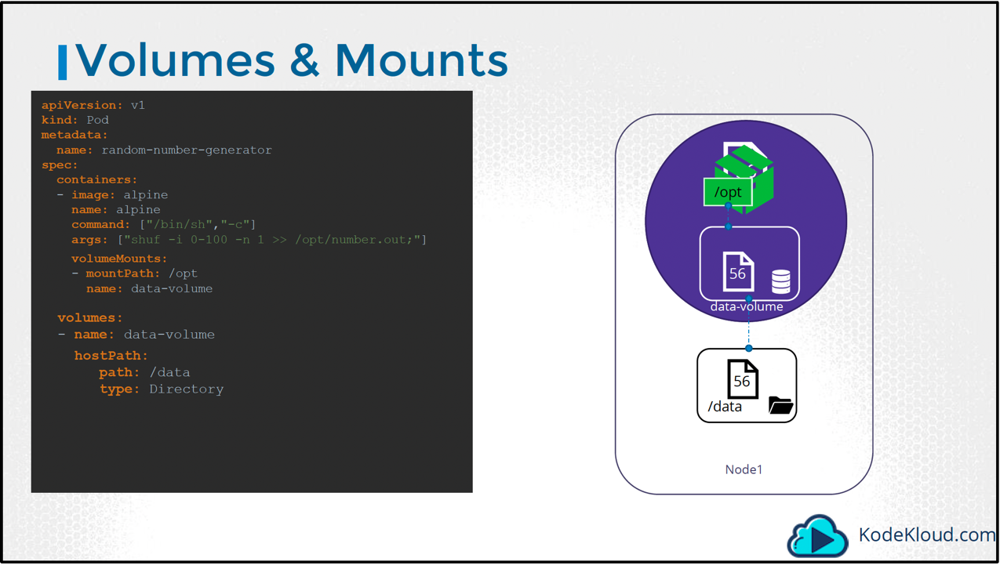 Volumes & Mounts
apiVersion: v1
kind: Pod
metadata:
  name: random-number-generator
spec:
  containers:
  - image: alpine
    name: alpine
    command: ["/bin/sh","-c"]
    args: ["shuf -i 0-100 -n 1 >> /opt/number.out;"]
    volumeMounts:
    - mountPath: /opt
      name: data-volume
  volumes:
  - name: data-volume
    hostPath:
       path: /data
       type: Directory
/opt
56
data-volume
56
/data
Node1
KodeKloud.com